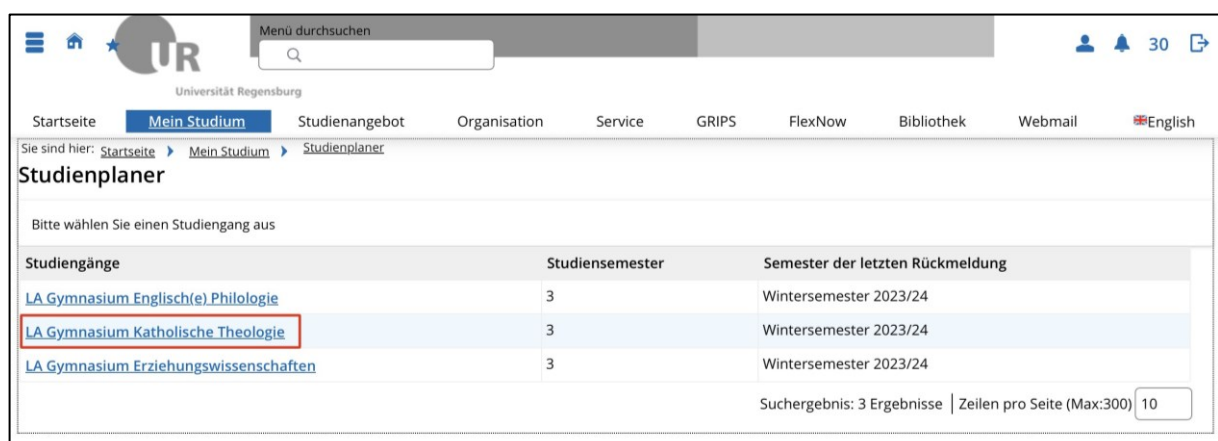 Menü durchsuchen
UR
30
Universität Regensburg
Startseite Mein Studium Studienangebot Organisation Service GRIPS FlexNow Bibliothek Webmail English
Sie sind hier: Startseite Mein Studium Studienplaner
Studienplaner
Bitte wählen Sie einen Studiengang aus
Studiengänge Studiensemester Semester der letzten Rückmeldung
LA Gymnasium Englisch(e) Philologie 3 Wintersemester 2023/24
LA Gymnasium Katholische Theologie 3 Wintersemester 2023/24
LA Gymnasium Erziehungswissenschaften 3 Wintersemester 2023/24
Suchergebnis: 3 Ergebnisse | Zeilen pro Seite (Max:300) 10